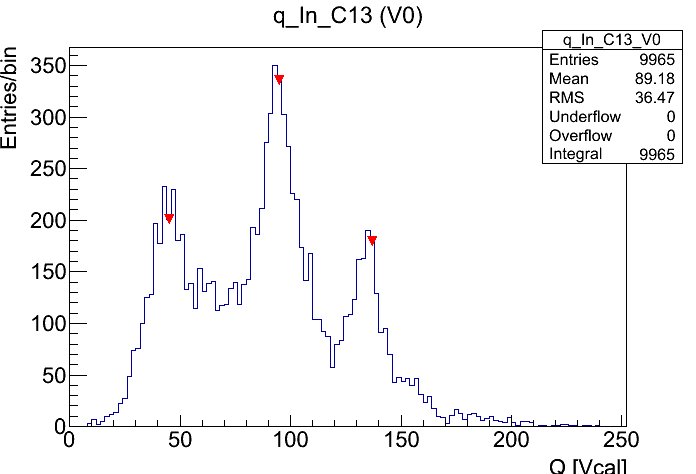 q_In_C13 (V0)
q_In_C13_V0
Entries 9965
Mean 89.18
RMS 36.47
Underflow 0
Overflow 0
Integral 9965
Entries/bin
350
300
250
200
150
100
50
0
0 50 100 150 200 250
Q [Vcal]